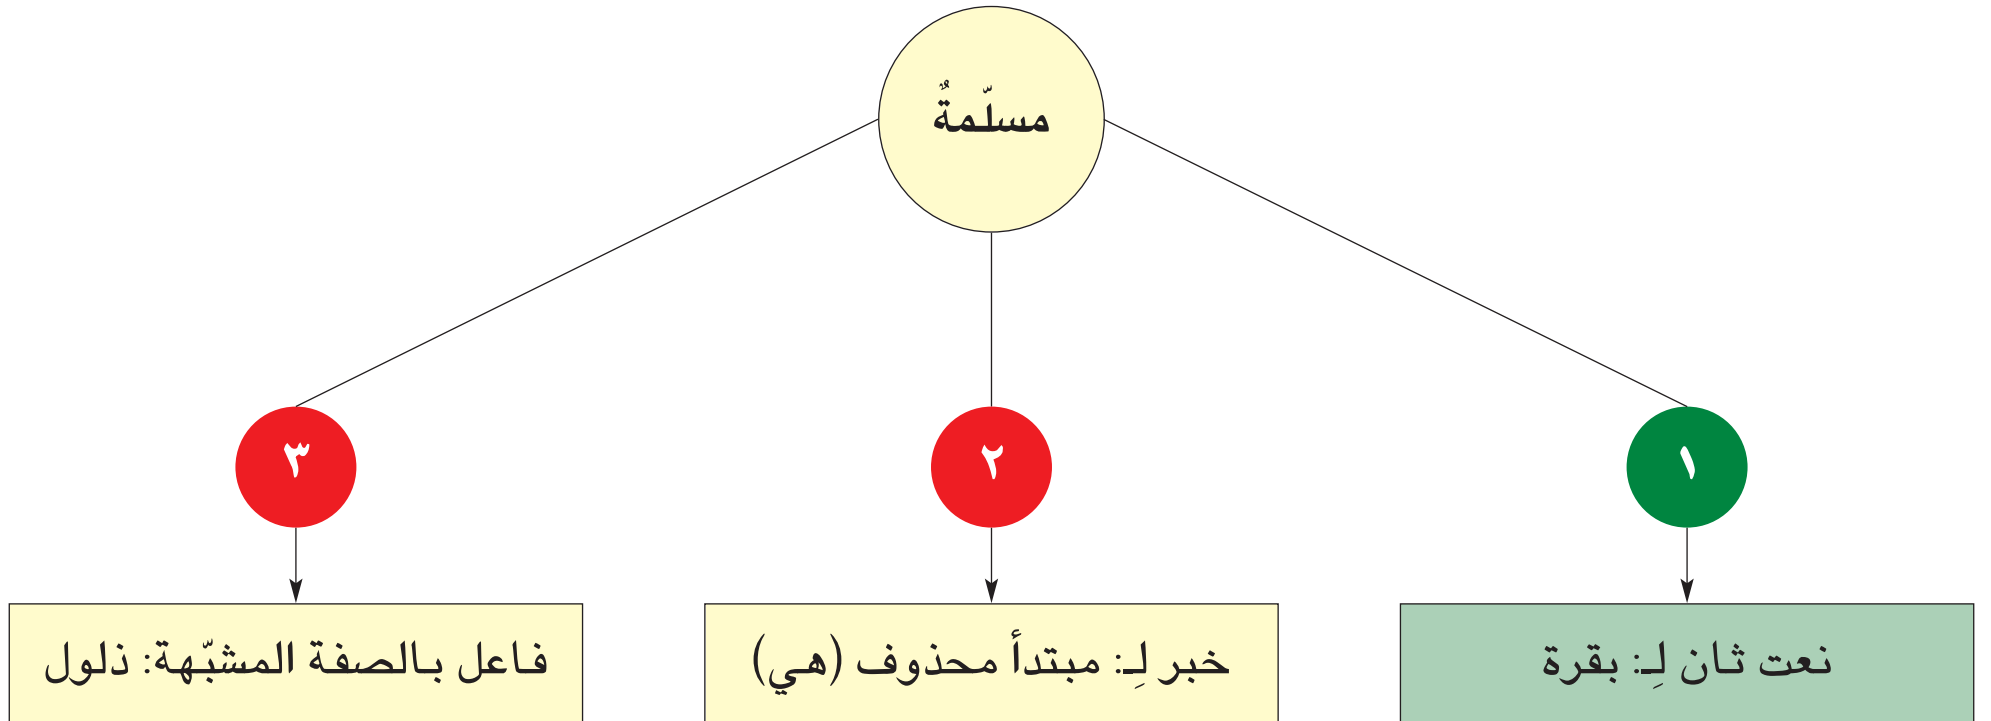 مسلّمةٌ
١
٢
٣
نعت ثان لِـ: بقرة
خبر لِـ: مبتدأ محذوف (هي)
فاعل بالصفة المشبّهة: ذلول